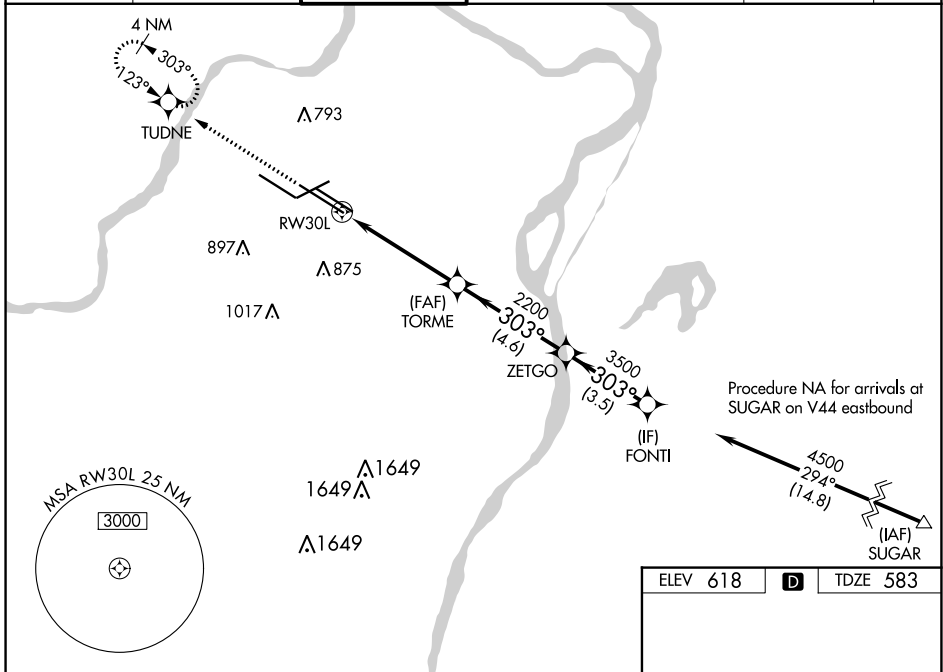 4 NM
303°
123°
TUDNE
793
RW30L
897
875
1017
(FAF)
TORME
2200
303°
(4.6)
ZETGO
3500
303°
(3.5)
(IF)
FONTI
Procedure NA for arrivals at
SUGAR on V44 eastbound
4500
294°
(14.8)
(IAF)
SUGAR
1649
1649
1649
MSA RW30L 25 NM
3000
ELEV 618 D TDZE 583